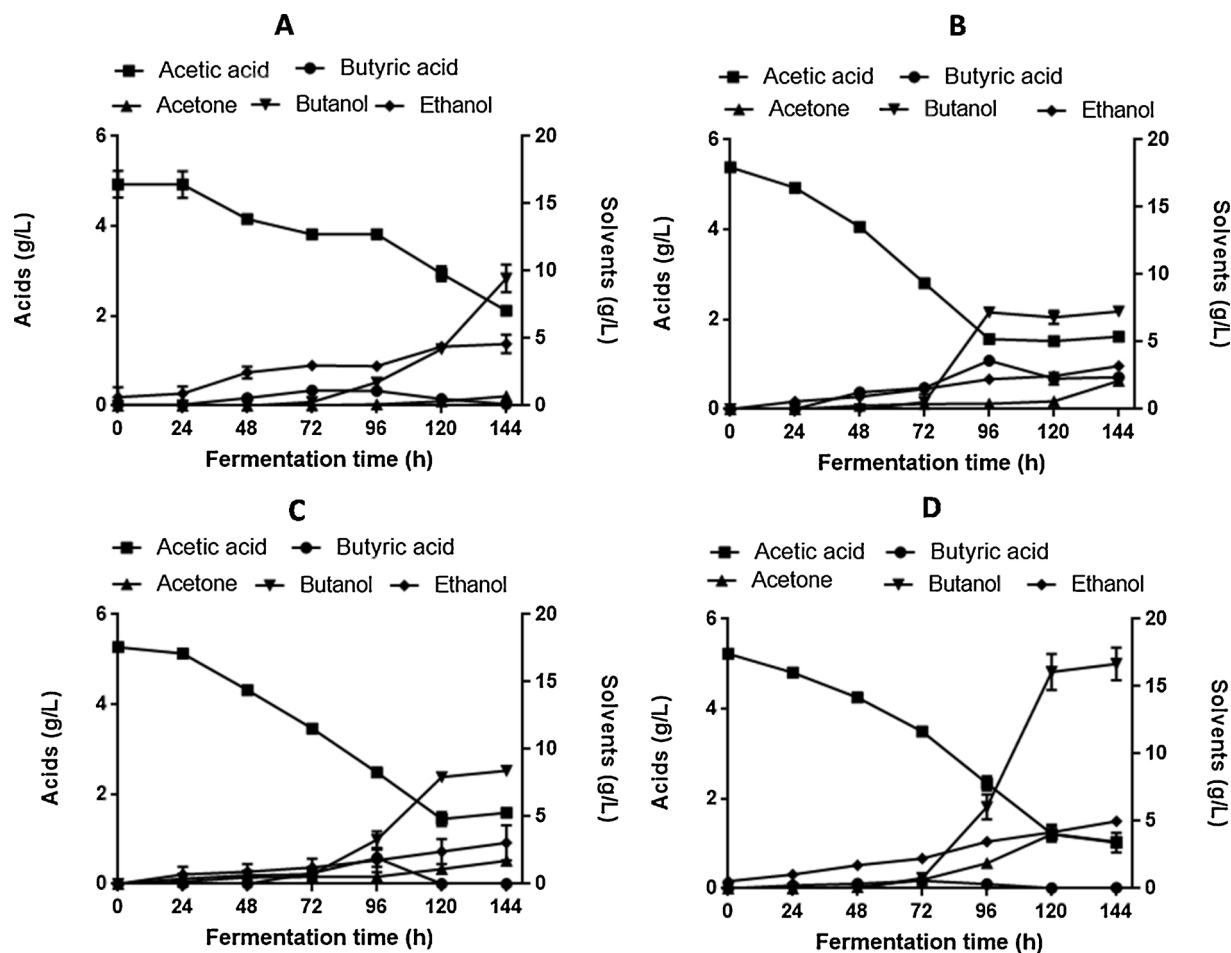 A
Acetic acid Butyric acid
Acetone Butanol Ethanol
6 20
15
4
10
2
5
0 0
0 24 48 72 96 120 144
Acids (g/L)
Solvents (g/L)
Fermentation time (h)
B
Acetic acid Butyric acid
Acetone Butanol Ethanol
6 20
15
4
10
2
5
0 0
0 24 48 72 96 120 144
Acids (g/L)
Solvents (g/L)
Fermentation time (h)
C
Acetic acid Butyric acid
Acetone Butanol Ethanol
6 20
15
4
10
2
5
0 0
0 24 48 72 96 120 144
Acids (g/L)
Solvents (g/L)
Fermentation time (h)
D
Acetic acid Butyric acid
Acetone Butanol Ethanol
6 20
15
4
10
2
5
0 0
0 24 48 72 96 120 144
Acids (g/L)
Solvents (g/L)
Fermentation time (h)